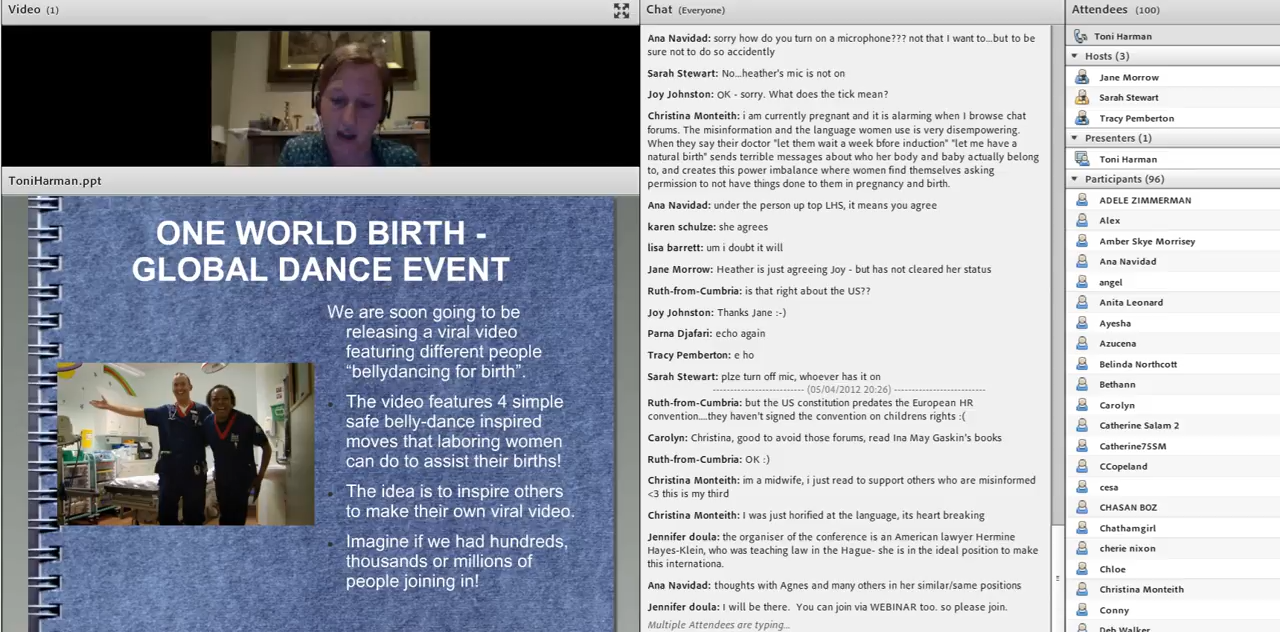 Video (1)
ToniHarman.ppt
ONE WORLD BIRTH -
GLOBAL DANCE EVENT
We are soon going to be
releasing a viral video
featuring different people
“bellydancing for birth”.
The video features 4 simple
safe belly-dance inspired
moves that laboring women
can do to assist their births!
The idea is to inspire others
to make their own viral video.
Imagine if we had hundreds,
thousands or millions of
people joining in!
Chat (Everyone)
Ana Navidad: sorry how do you turn on a microphone??? not that I want to...but to be
sure not to do so accidently
Sarah Stewart: No...heather's mic is not on
Joy Johnston: OK - sorry. What does the tick mean?
Christina Monteith: i am currently pregnant and it is alarming when I browse chat
forums. The misinformation and the language women use is very disempowering.
When they say their doctor "let them wait a week bfore induction" "let me have a
natural birth" sends terrible messages about who her body and baby actually belong
to, and creates this power imbalance where women find themselves asking
permission to not have things done to them in pregnancy and birth.
Ana Navidad: under the person up top LHS, it means you agree
karen schulze: she agrees
lisa barrett: um i doubt it will
Jane Morrow: Heather is just agreeing Joy - but has not cleared her status
Ruth-from-Cumbria: is that right about the US??
Joy Johnston: Thanks Jane :-)
Parna Djafari: echo again
Tracy Pemberton: e ho
Sarah Stewart: plze turn off mic, whoever has it on
(05/04/2012 20:26)
Ruth-from-Cumbria: but the US constitution predates the European HR
convention....they haven't signed the convention on childrens rights :(
Carolyn: Christina, good to avoid those forums, read Ina May Gaskin's books
Ruth-from-Cumbria: OK :)
Christina Monteith: im a midwife, i just read to support others who are misinformed
<3 this is my third
Christina Monteith: I was just horified at the language, its heart breaking
Jennifer doula: the organiser of the conference is an American lawyer Hermine
Hayes-Klein, who was teaching law in the Hague- she is in the ideal position to make
this internationa.
Ana Navidad: thoughts with Agnes and many others in her similar/same positions
Jennifer doula: I will be there. You can join via WEBINAR too. so please join.
Multiple Attendees are typing...
Attendees (100)
Toni Harman
Hosts (3)
Jane Morrow
Sarah Stewart
Tracy Pemberton
Presenters (1)
Toni Harman
Participants (96)
ADELE ZIMMERMAN
Alex
Amber Skye Morrisey
Ana Navidad
angel
Anita Leonard
Ayesha
Azucena
Belinda Northcott
Bethann
Carolyn
Catherine Salam 2
Catherine75SM
CCopeland
cesa
CHASAN BOZ
Chathamgirl
cherie nixon
Chloe
Christina Monteith
Conny
Deb Walker